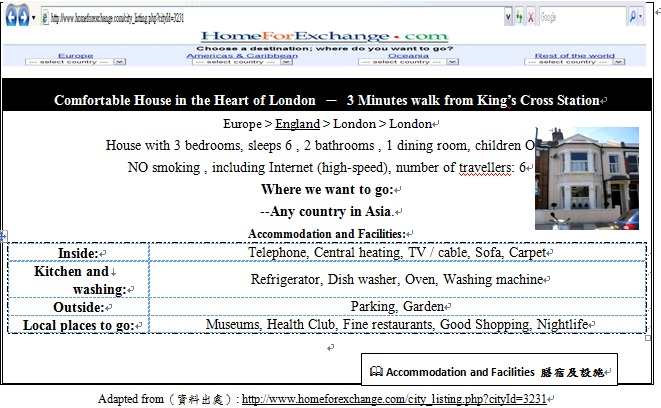 http://www.homeforexchange.com/city_listing.php?cityId=3231
Google
HomeForExchange.com
Choose a destination; where do you want to go?
Europe Americas & Caribbean Oceania Rest of the world
--- select country --- --- select country --- --- select country --- --- select country ---
Comfortable House in the Heart of London － 3 Minutes walk from King's Cross Station
Europe > England > London > London
House with 3 bedrooms, sleeps 6 , 2 bathrooms , 1 dining room, children O
NO smoking , including Internet (high-speed), number of travellers: 6
Where we want to go:
--Any country in Asia.
Accommodation and Facilities:
Inside: Telephone, Central heating, TV / cable, Sofa, Carpet
Kitchen and
washing: Refrigerator, Dish washer, Oven, Washing machine
Outside: Parking, Garden
Local places to go: Museums, Health Club, Fine restaurants, Good Shopping, Nightlife
Accommodation and Facilities 膳宿及設施
Adapted from（資料出處）: http://www.homeforexchange.com/city_listing.php?cityId=3231